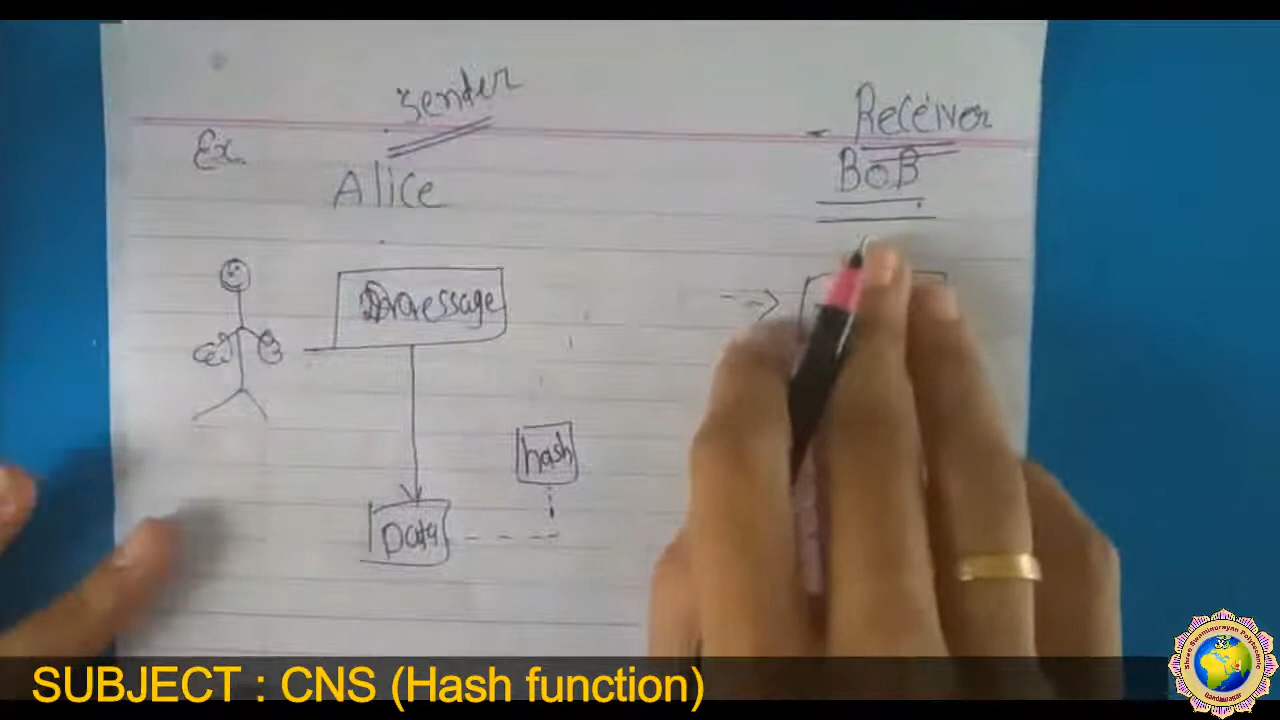 sender
Receiver
Ex
Alice
BoB
message
hash
Data
SUBJECT : CNS (Hash function)